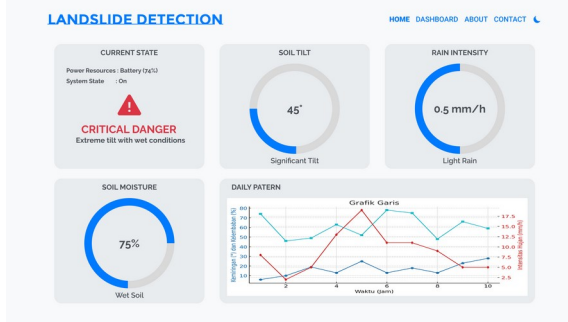 LANDSLIDE DETECTION
HOME DASHBOARD ABOUT CONTACT
CURRENT STATE
Power Resources : Battery (74%)
System State : On
CRITICAL DANGER
Extreme tilt with wet conditions
SOIL TILT
45°
Significant Tilt
RAIN INTENSITY
0.5 mm/h
Light Rain
SOIL MOISTURE
75%
Wet Soil
DAILY PATERN
Grafik Garis
Kemiringan (°) dan Kelembaban (%)
80
70
60
50
40
30
20
10
17.5
15.0
12.5
10.0
7.5
5.0
2.5
Intensitas Hujan (mm/h)
2 4 6 8 10
Waktu (Jam)